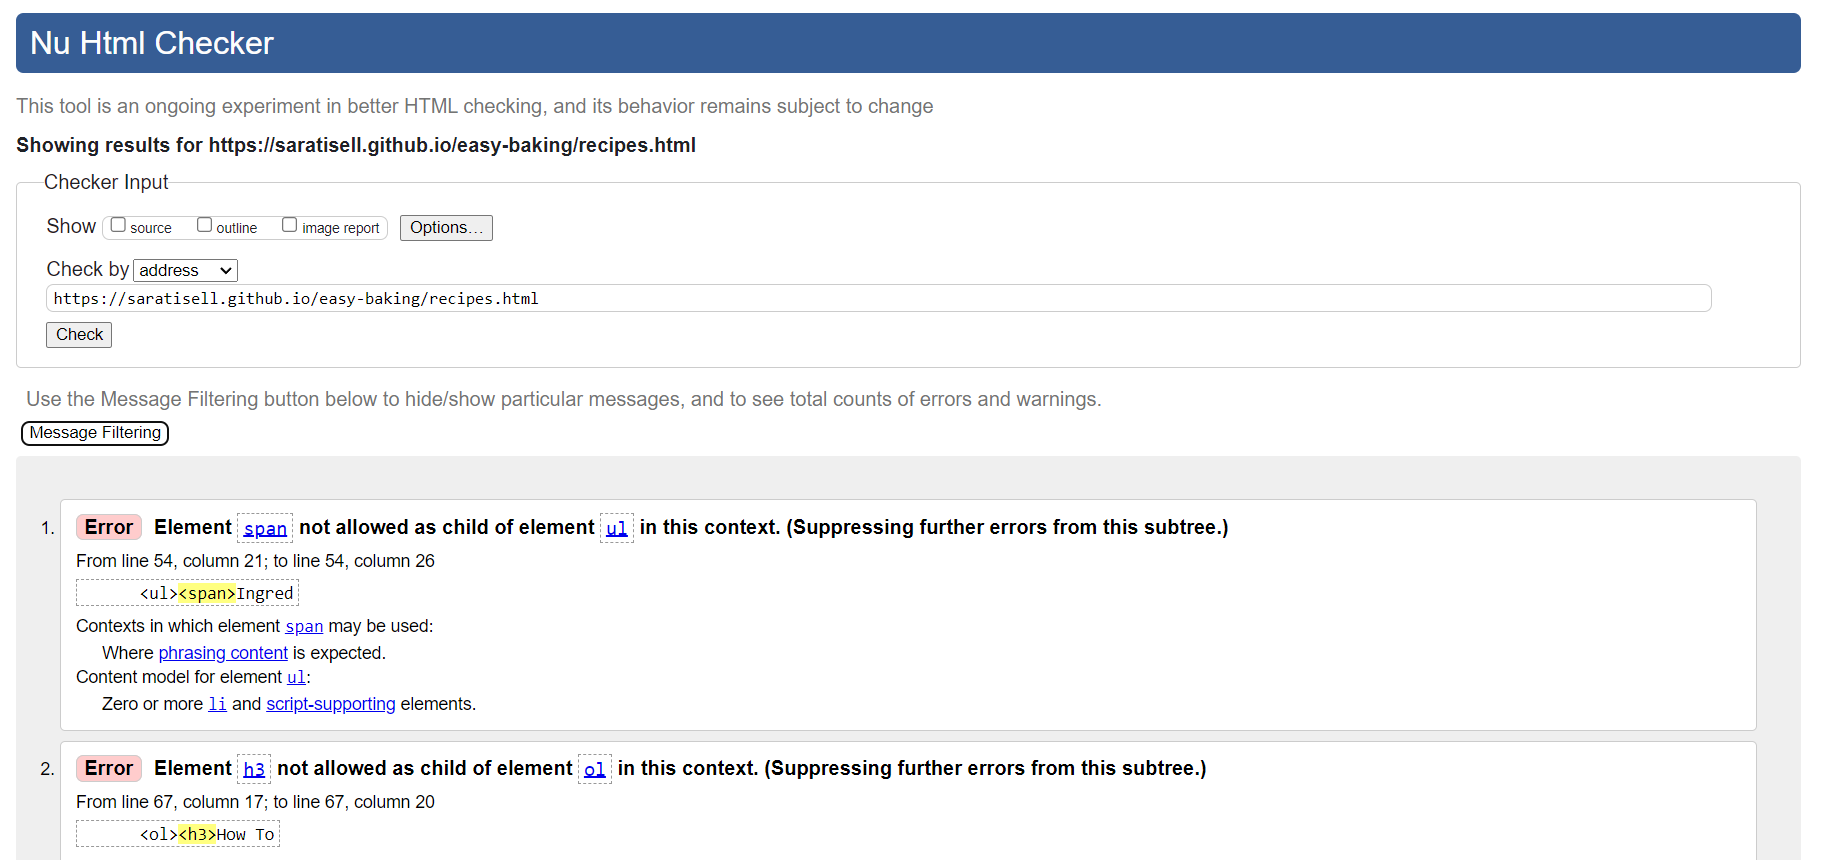 Nu Html Checker
This tool is an ongoing experiment in better HTML checking, and its behavior remains subject to change
Showing results for https://saratisell.github.io/easy-baking/recipes.html
Checker Input
Show source outline image report Options...
Check by address
https://saratisell.github.io/easy-baking/recipes.html
Check
Use the Message Filtering button below to hide/show particular messages, and to see total counts of errors and warnings.
Message Filtering
1. Error Element span not allowed as child of element ul in this context. (Suppressing further errors from this subtree.)
From line 54, column 21; to line 54, column 26
<ul><span>Ingred
Contexts in which element span may be used:
Where phrasing content is expected.
Content model for element ul:
Zero or more li and script-supporting elements.
2. Error Element h3 not allowed as child of element ol in this context. (Suppressing further errors from this subtree.)
From line 67, column 17; to line 67, column 20
<ol><h3>How To